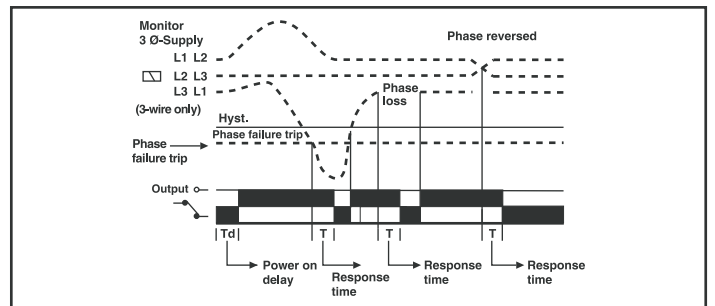 Monitor
3 Ø-Supply
Phase reversed
L1 L2
L2 L3
L3 L1
Phase
loss
(3-wire only)
Hyst.
Phase failure trip
Phase
failure trip
Output
Td
T
T
T
Power on
delay
Response
time
Response
time
Response
time